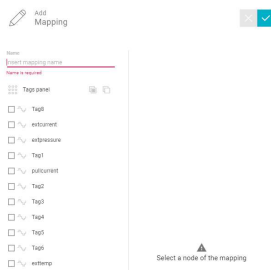 Add
Mapping
Name
Insert mapping name
Name is required
Tags panel
Tag8
extcurrent
extpressure
Tag1
pullcurrent
Tag2
Tag3
Tag4
Tag5
Tag6
exttemp
Select a node of the mapping